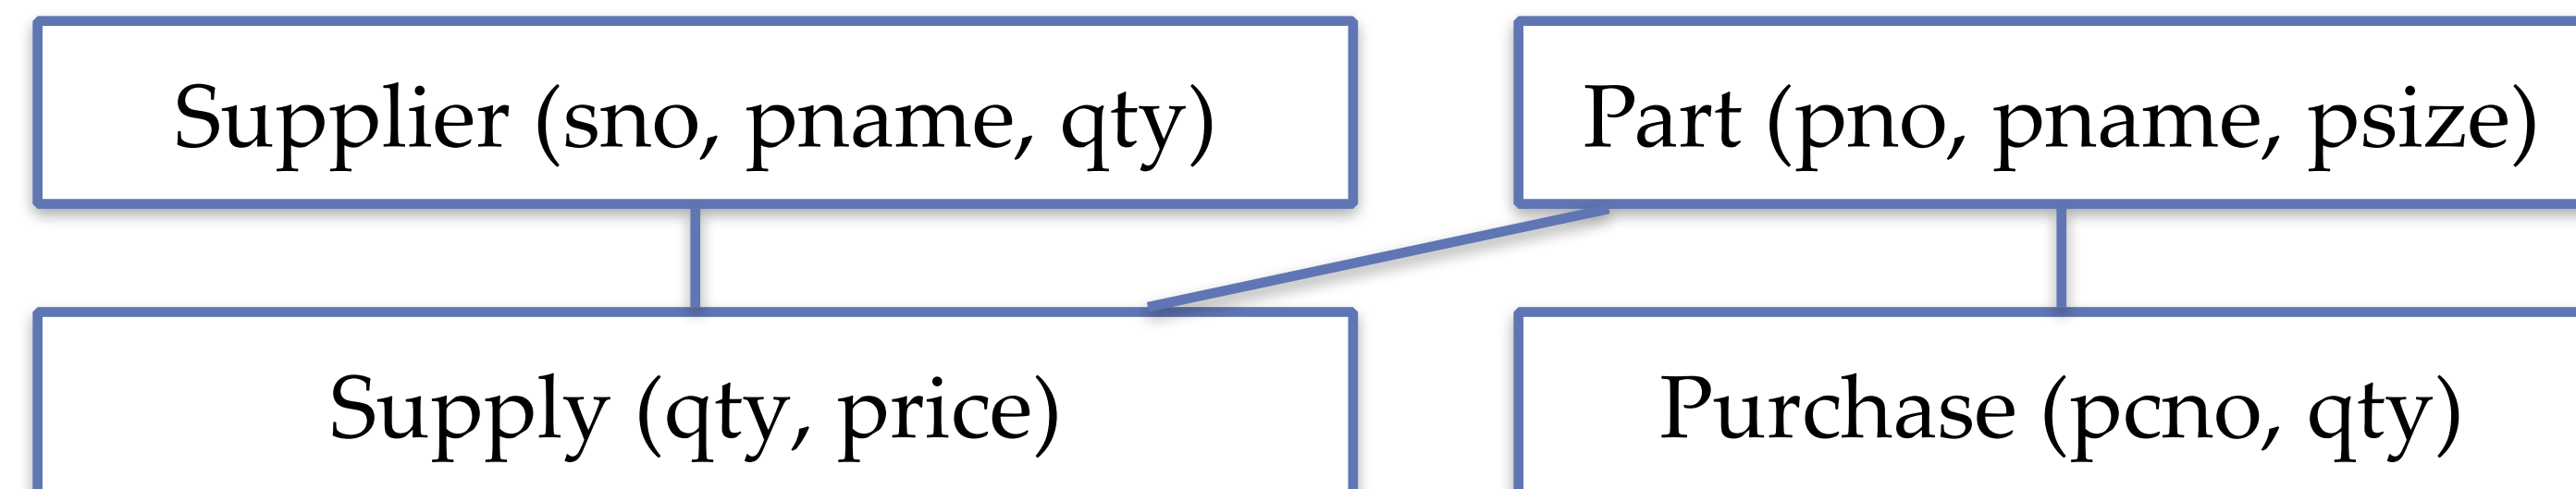 Supplier (sno, pname, qty)
Part (pno, pname, psize)
Supply (qty, price)
Purchase (pcno, qty)